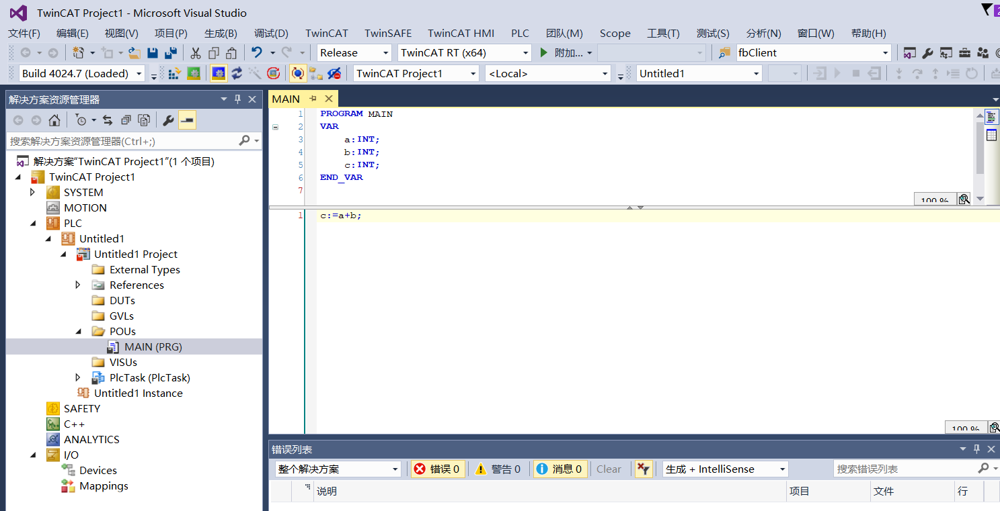 TwinCAT Project1 - Microsoft Visual Studio
文件(F) 编辑(E) 视图(V) 项目(P) 生成(B) 调试(D) TwinCAT TwinSAFE TwinCAT HMI PLC 团队(M) Scope 工具(T) 测试(S) 分析(N) 窗口(W) 帮助(H)
Release TwinCAT RT (x64) 附加... fbClient
Build 4024.7 (Loaded) TwinCAT Project1 <Local> Untitled1
解决方案资源管理器
搜索解决方案资源管理器(Ctrl+;)
解决方案"TwinCAT Project1"(1 个项目)
TwinCAT Project1
SYSTEM
MOTION
PLC
Untitled1
Untitled1 Project
External Types
References
DUTs
GVLs
POUs
MAIN (PRG)
VISUs
PlcTask (PlcTask)
Untitled1 Instance
SAFETY
C++
ANALYTICS
I/O
Devices
Mappings
MAIN
1 PROGRAM MAIN
2 VAR
3 a:INT;
4 b:INT;
5 c:INT;
6 END_VAR
7
100 %
1 c:=a+b;
100 %
错误列表
整个解决方案 错误 0 警告 0 消息 0 Clear 生成 + IntelliSense 搜索错误列表
说明 项目 文件 行